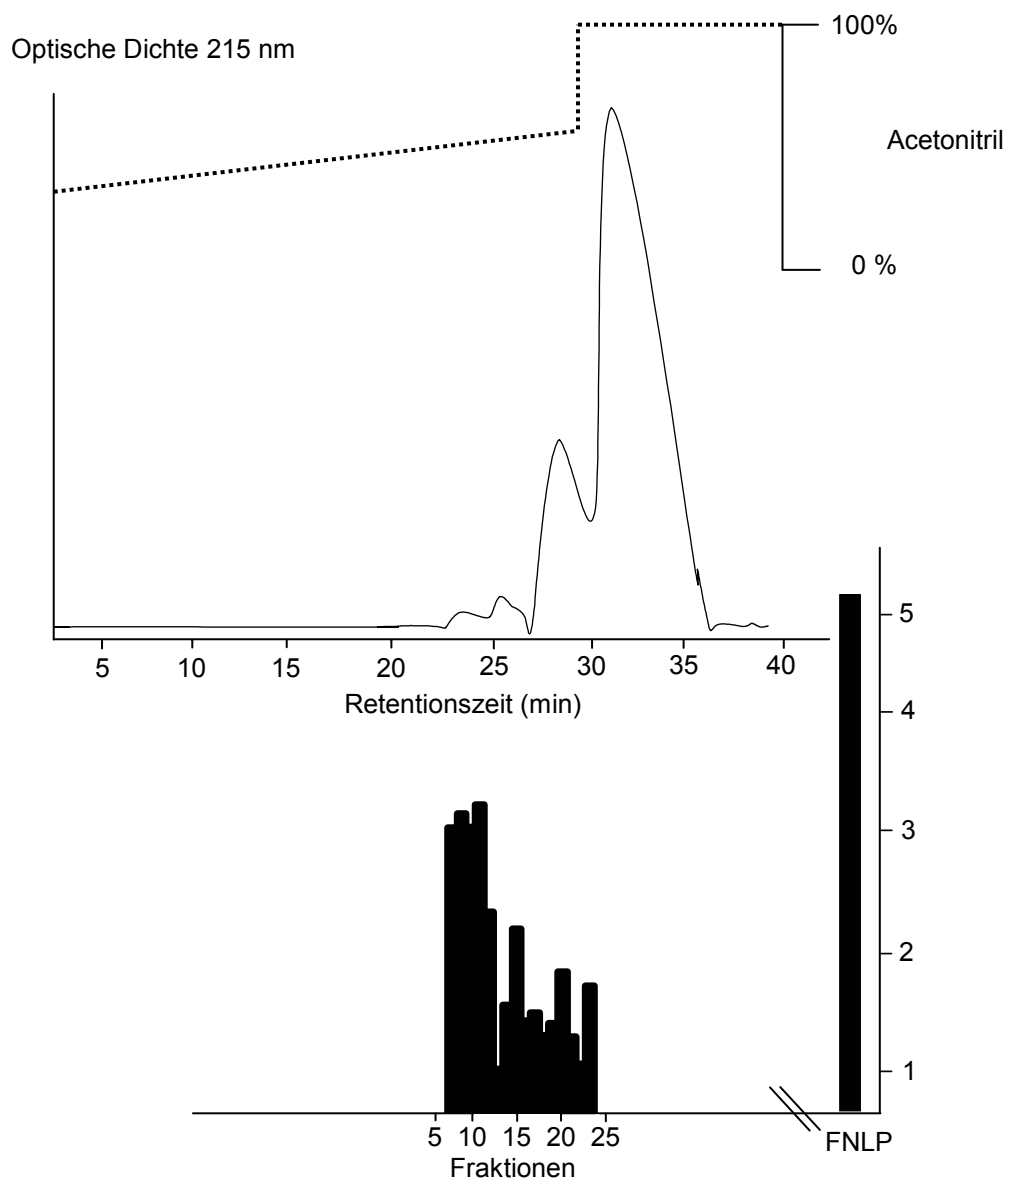 100%
Optische Dichte 215 nm
Acetonitril
0 %
5
5 10 15 20 25 30 35 40
Retentionszeit (min)
4
3
2
1
5 10 15 20 25
FNLP
Fraktionen